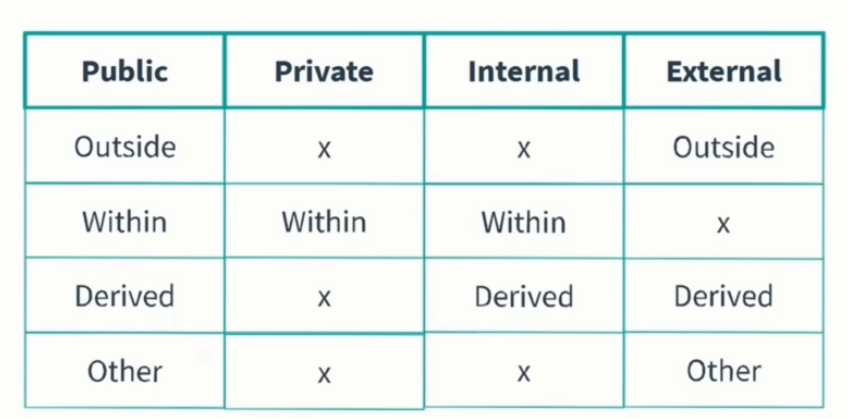 Public Private Internal External
Outside x x Outside
Within Within Within x
Derived x Derived Derived
Other x x Other